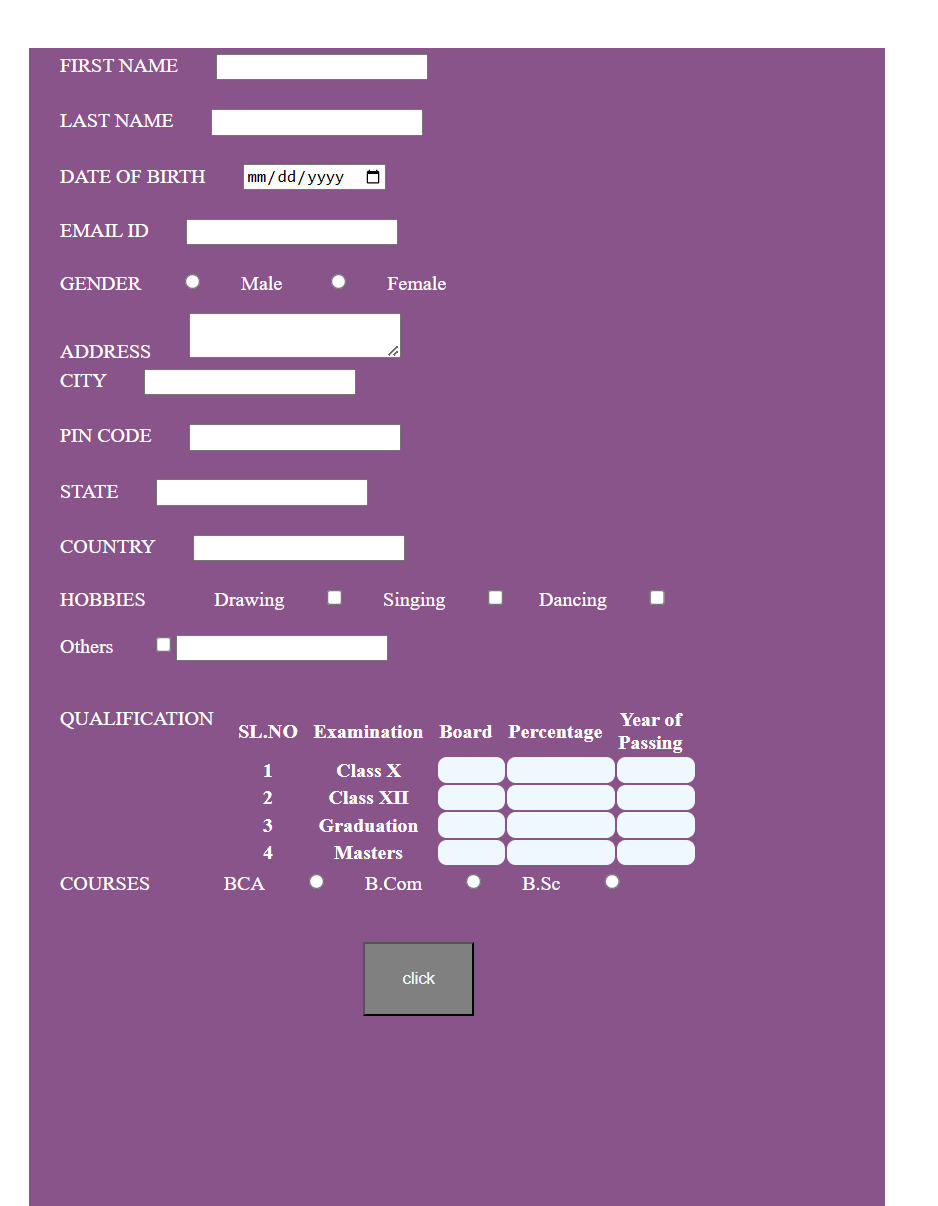 FIRST NAME
LAST NAME
DATE OF BIRTH mm/dd/yyyy
EMAIL ID
GENDER Male Female
ADDRESS
CITY
PIN CODE
STATE
COUNTRY
HOBBIES Drawing Singing Dancing
Others
QUALIFICATION
SL.NO Examination Board Percentage Year of Passing
1 Class X
2 Class XII
3 Graduation
4 Masters
COURSES BCA B.Com B.Sc
click